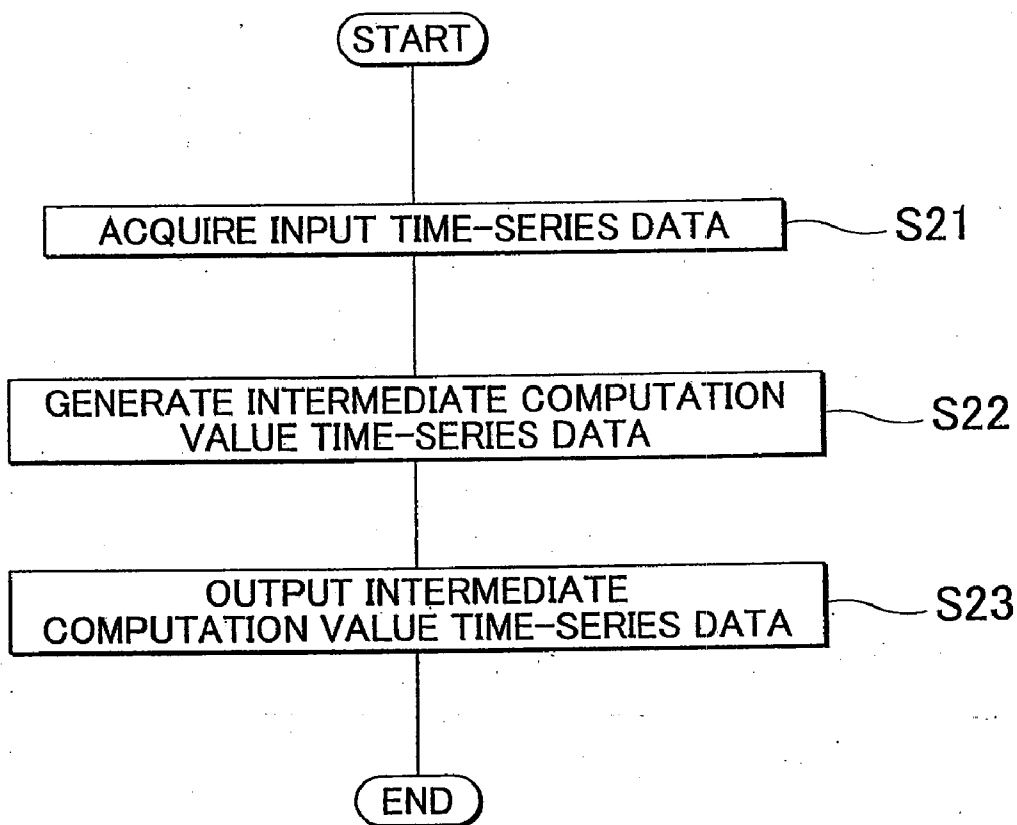 START
ACQUIRE INPUT TIME-SERIES DATA
S21
GENERATE INTERMEDIATE COMPUTATION
VALUE TIME-SERIES DATA
S22
OUTPUT INTERMEDIATE
COMPUTATION VALUE TIME-SERIES DATA
S23
END